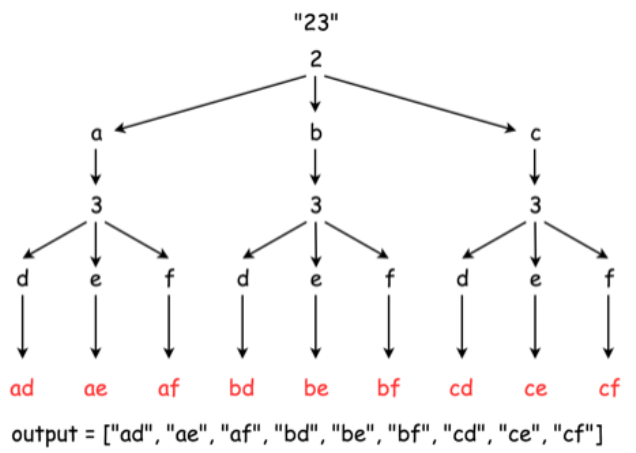 "23"
2
a b c
3 3 3
d e f d e f d e f
ad ae af bd be bf cd ce cf
output = ["ad", "ae", "af", "bd", "be", "bf", "cd", "ce", "cf"]